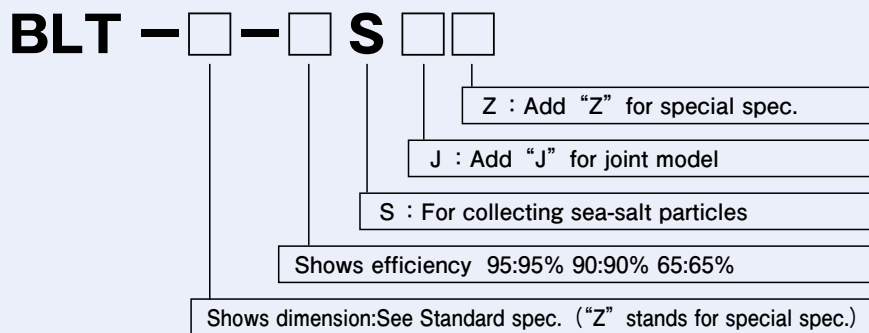 BLT －□－□ S □□
Z：Add “Z” for special spec.
J：Add “J” for joint model
S：For collecting sea-salt particles
Shows efficiency 95:95% 90:90% 65:65%
Shows dimension:See Standard spec.（“Z” stands for special spec.）